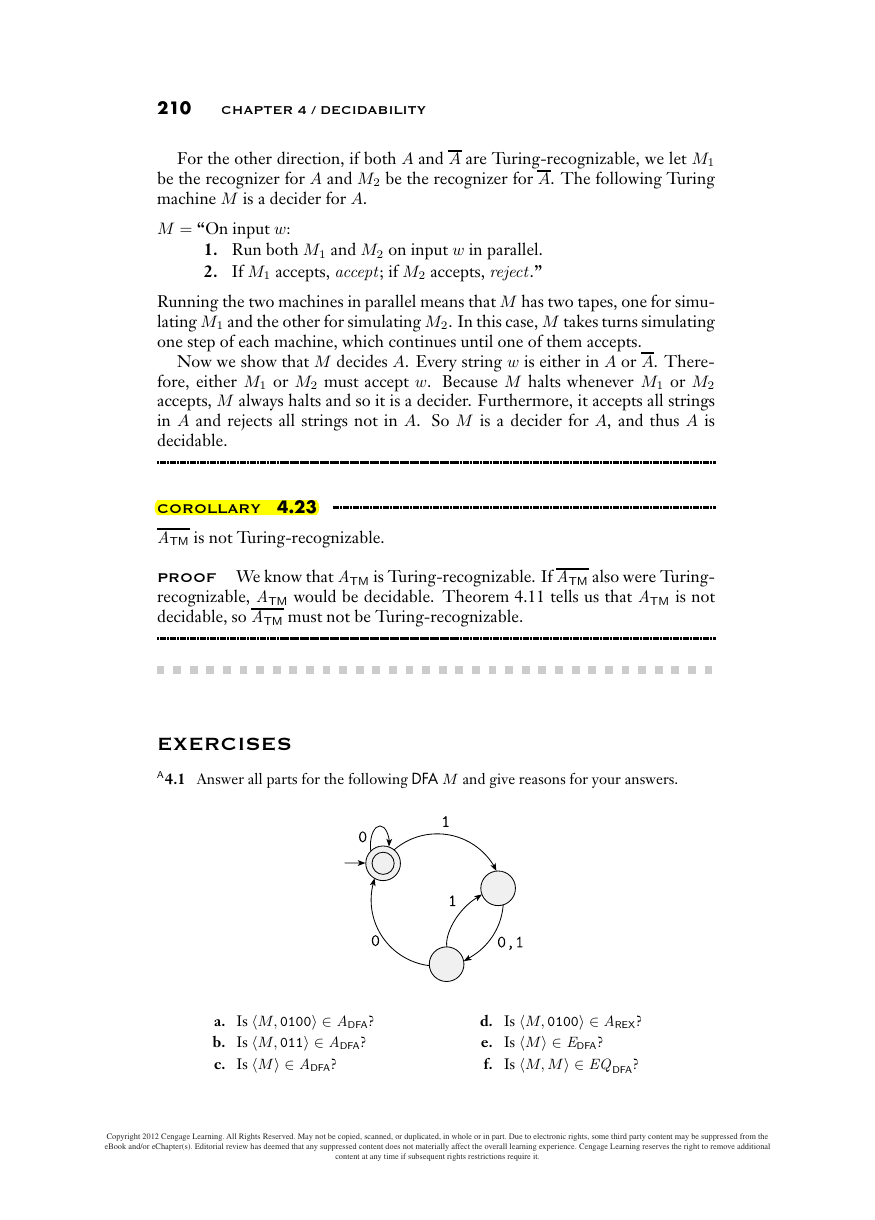 210 CHAPTER 4 / DECIDABILITY
For the other direction, if both A and A̅ are Turing-recognizable, we let M₁
be the recognizer for A and M₂ be the recognizer for A̅. The following Turing
machine M is a decider for A.
M = “On input w:
1. Run both M₁ and M₂ on input w in parallel.
2. If M₁ accepts, accept; if M₂ accepts, reject.”
Running the two machines in parallel means that M has two tapes, one for simu-
lating M₁ and the other for simulating M₂. In this case, M takes turns simulating
one step of each machine, which continues until one of them accepts.
Now we show that M decides A. Every string w is either in A or A̅. There-
fore, either M₁ or M₂ must accept w. Because M halts whenever M₁ or M₂
accepts, M always halts and so it is a decider. Furthermore, it accepts all strings
in A and rejects all strings not in A. So M is a decider for A, and thus A is
decidable.
COROLLARY 4.23
A̅T̅M̅ is not Turing-recognizable.
PROOF We know that ATM is Turing-recognizable. If A̅T̅M̅ also were Turing-
recognizable, ATM would be decidable. Theorem 4.11 tells us that ATM is not
decidable, so A̅T̅M̅ must not be Turing-recognizable.
EXERCISES
ᴬ4.1 Answer all parts for the following DFA M and give reasons for your answers.
1
0
1
0
0,1
a. Is ⟨M, 0100⟩ ∈ ADFA?
b. Is ⟨M, 011⟩ ∈ ADFA?
c. Is ⟨M⟩ ∈ ADFA?
d. Is ⟨M, 0100⟩ ∈ AREX?
e. Is ⟨M⟩ ∈ EDFA?
f. Is ⟨M, M⟩ ∈ EQDFA?
Copyright 2012 Cengage Learning. All Rights Reserved. May not be copied, scanned, or duplicated, in whole or in part. Due to electronic rights, some third party content may be suppressed from the
eBook and/or eChapter(s). Editorial review has deemed that any suppressed content does not materially affect the overall learning experience. Cengage Learning reserves the right to remove additional
content at any time if subsequent rights restrictions require it.